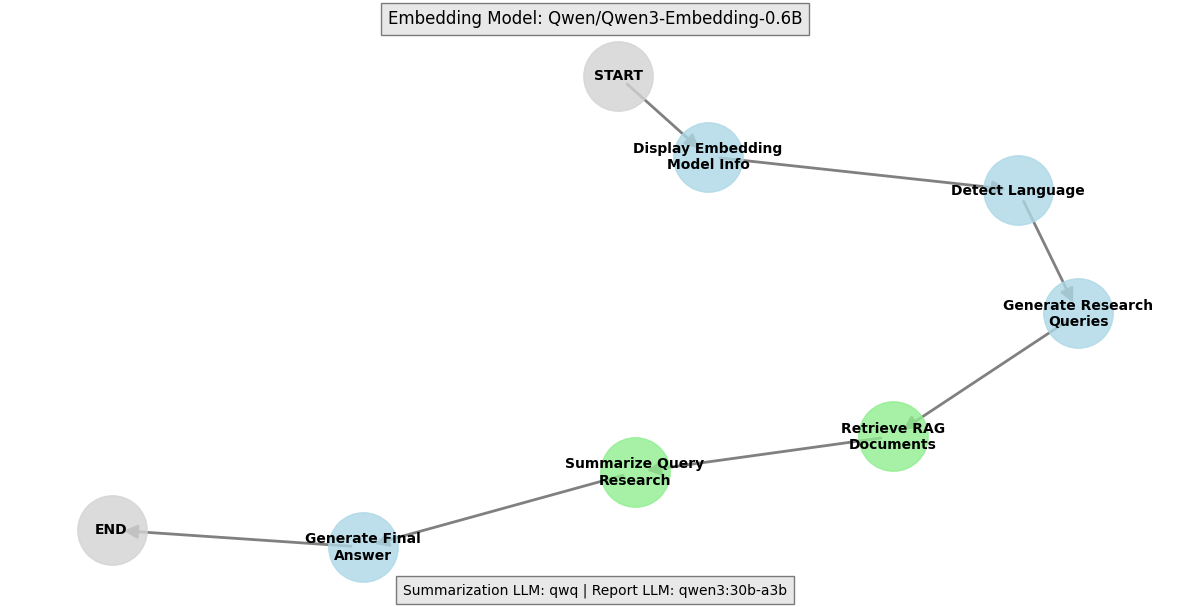 Embedding Model: Qwen/Qwen3-Embedding-0.6B
START
Display Embedding
Model Info
Detect Language
Generate Research
Queries
Retrieve RAG
Documents
Summarize Query
Research
Generate Final
Answer
END
Summarization LLM: qwq | Report LLM: qwen3:30b-a3b